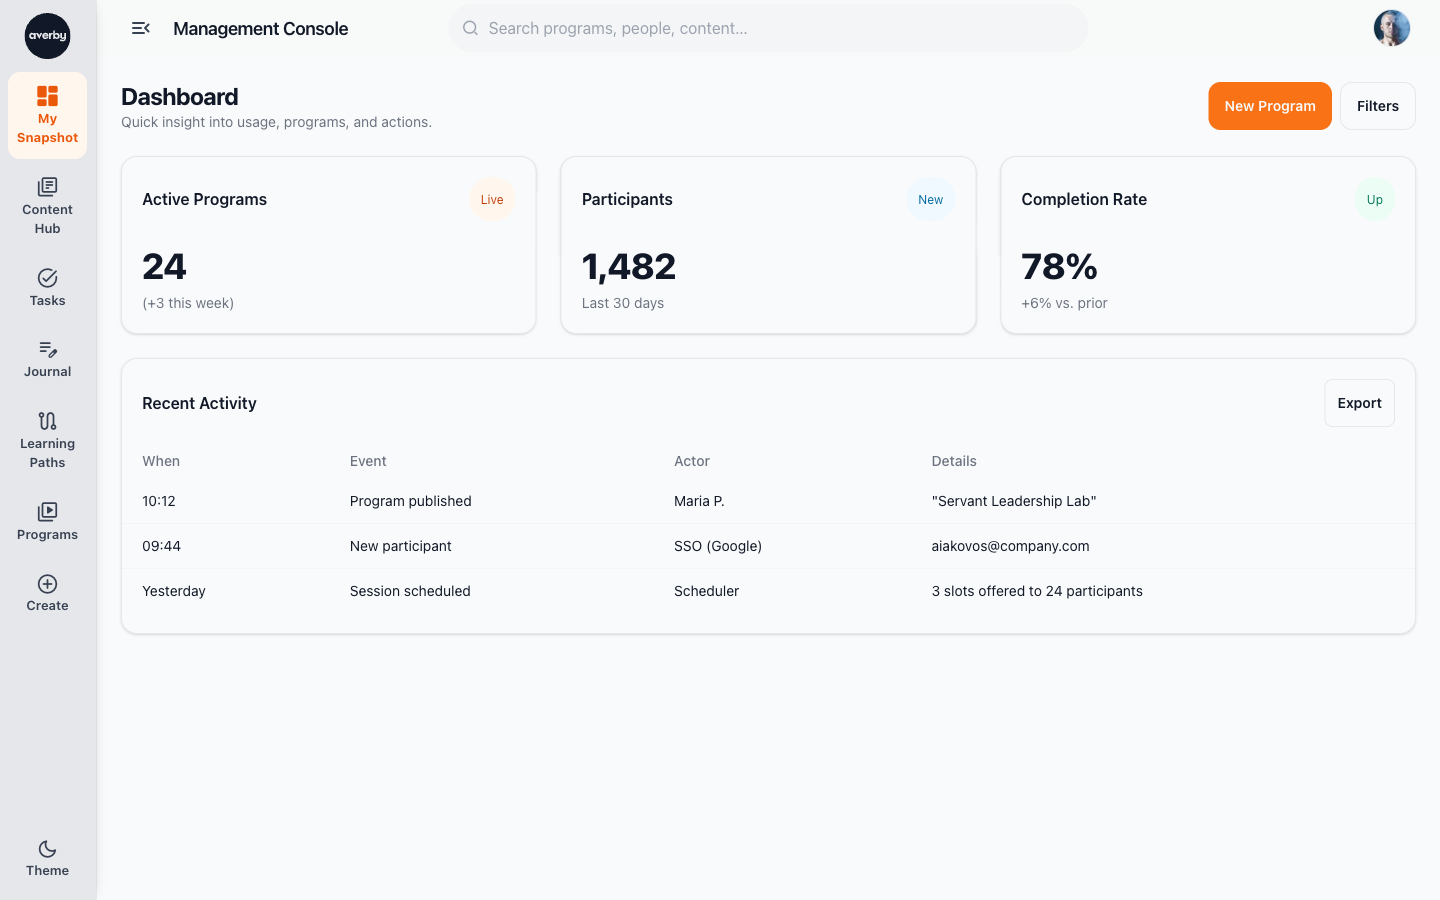 averby
Management Console
Search programs, people, content...
My
Snapshot
Content
Hub
Tasks
Journal
Learning
Paths
Programs
Create
Theme
Dashboard
Quick insight into usage, programs, and actions.
New Program
Filters
Active Programs
Live
24
(+3 this week)
Participants
New
1,482
Last 30 days
Completion Rate
Up
78%
+6% vs. prior
Recent Activity
Export
When Event Actor Details
10:12 Program published Maria P. "Servant Leadership Lab"
09:44 New participant SSO (Google) aiakovos@company.com
Yesterday Session scheduled Scheduler 3 slots offered to 24 participants